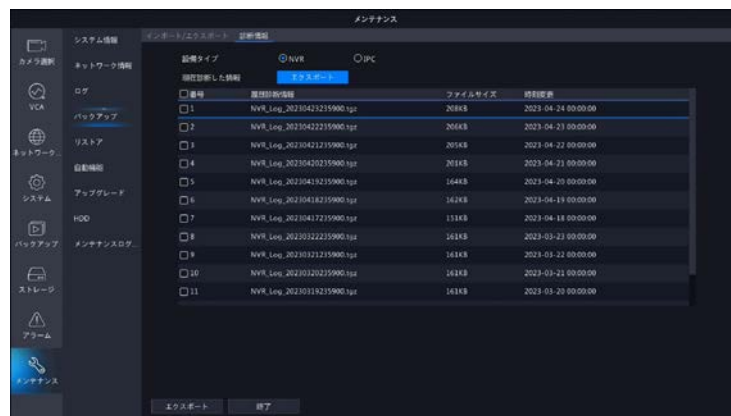 メンテナンス
カメラ選択
VCA
ネットワーク...
システム
バックアップ
ストレージ
アラーム
メンテナンス
システム情報
ネットワーク情報
ログ
バックアップ
リストア
自動機能
アップグレード
HDD
メンテナンスログ...
インポート/エクスポート 診断情報
設備タイプ NVR IPC
現在診断した情報 エクスポート
番号 履歴診断情報 ファイルサイズ 時刻変更
1 NVR_Log_20230423235900.tgz 208KB 2023-04-24 00:00:00
2 NVR_Log_20230422235900.tgz 206KB 2023-04-23 00:00:00
3 NVR_Log_20230421235900.tgz 205KB 2023-04-22 00:00:00
4 NVR_Log_20230420235900.tgz 201KB 2023-04-21 00:00:00
5 NVR_Log_20230419235900.tgz 164KB 2023-04-20 00:00:00
6 NVR_Log_20230418235900.tgz 162KB 2023-04-19 00:00:00
7 NVR_Log_20230417235900.tgz 151KB 2023-04-18 00:00:00
8 NVR_Log_20230322235900.tgz 161KB 2023-03-23 00:00:00
9 NVR_Log_20230321235900.tgz 161KB 2023-03-22 00:00:00
10 NVR_Log_20230320235900.tgz 161KB 2023-03-21 00:00:00
11 NVR_Log_20230319235900.tgz 161KB 2023-03-20 00:00:00
エクスポート 終了